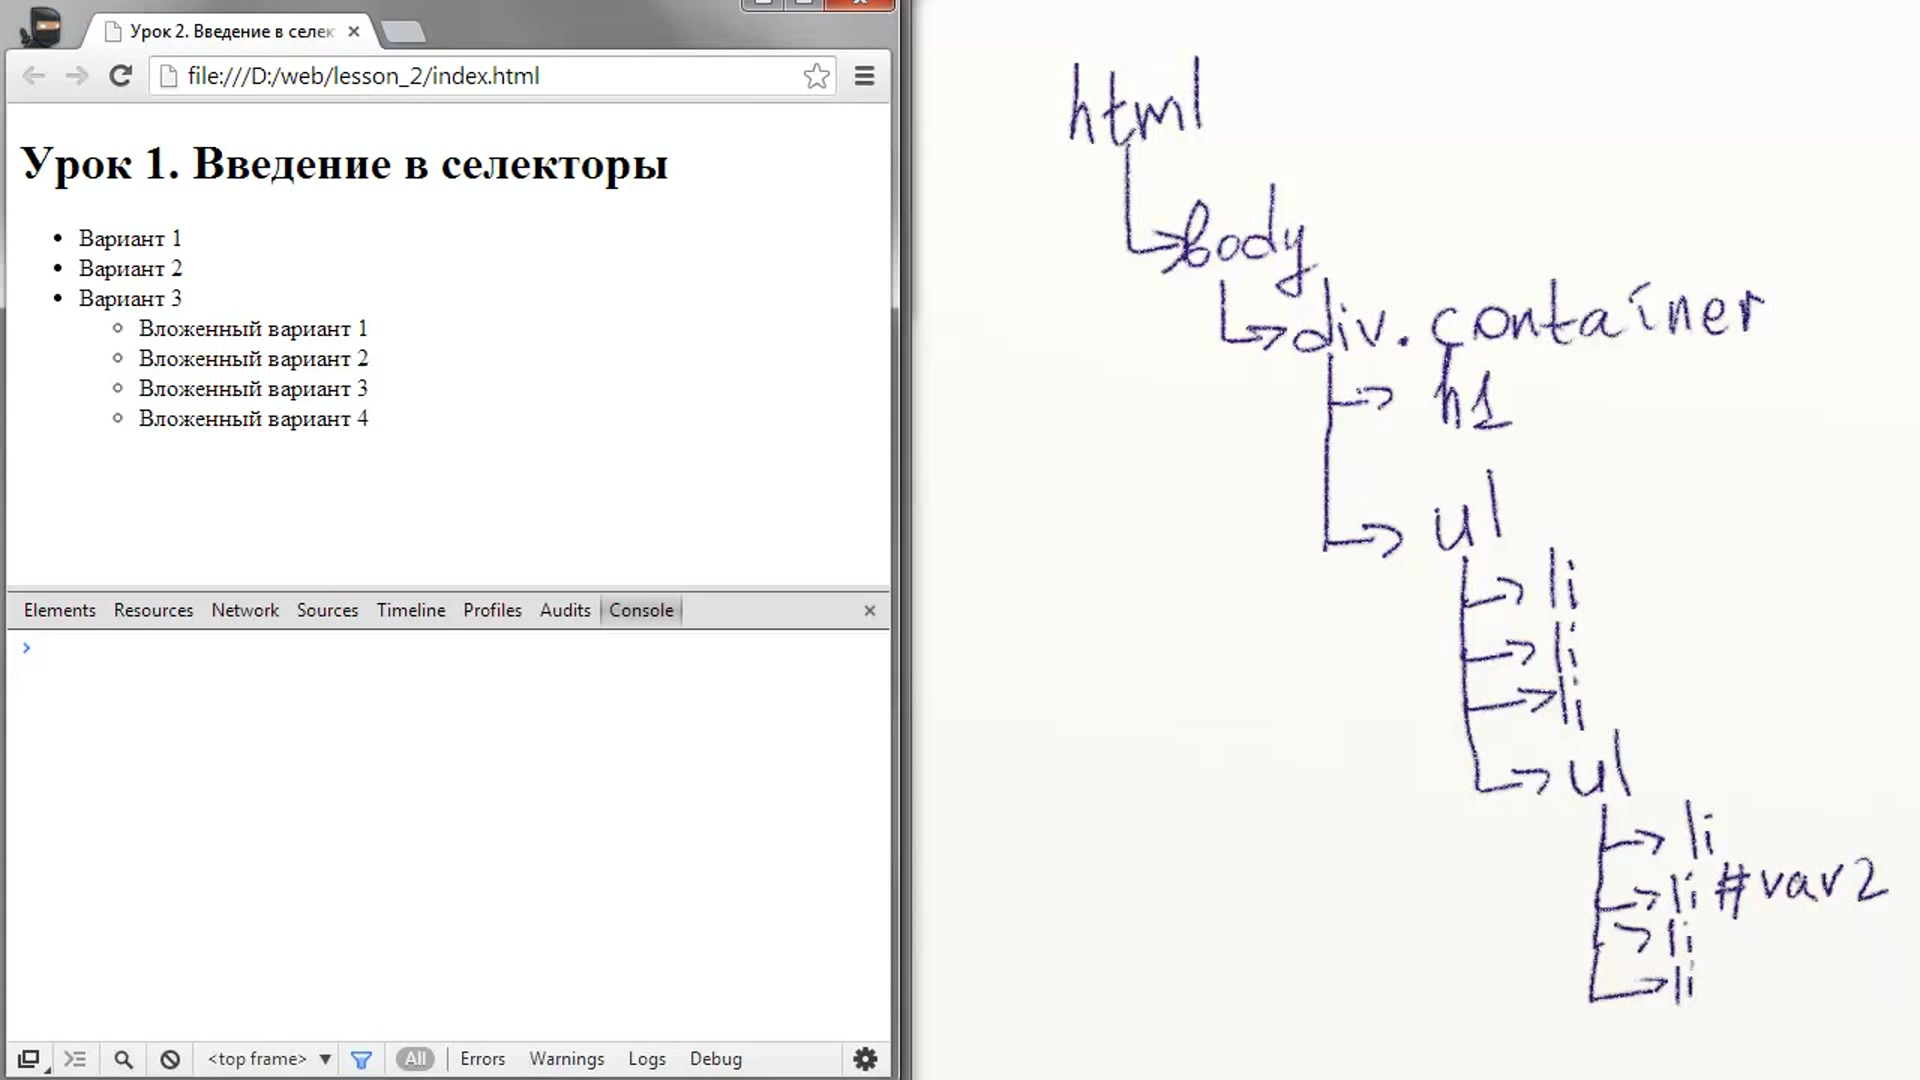 Урок 2. Введение в селек
file:///D:/web/lesson_2/index.html
Урок 1. Введение в селекторы
Вариант 1
Вариант 2
Вариант 3
Вложенный вариант 1
Вложенный вариант 2
Вложенный вариант 3
Вложенный вариант 4
Elements Resources Network Sources Timeline Profiles Audits Console
<top frame> All Errors Warnings Logs Debug
html
body
div.container
h1
ul
li
li
li
ul
li
li #var2
li
li